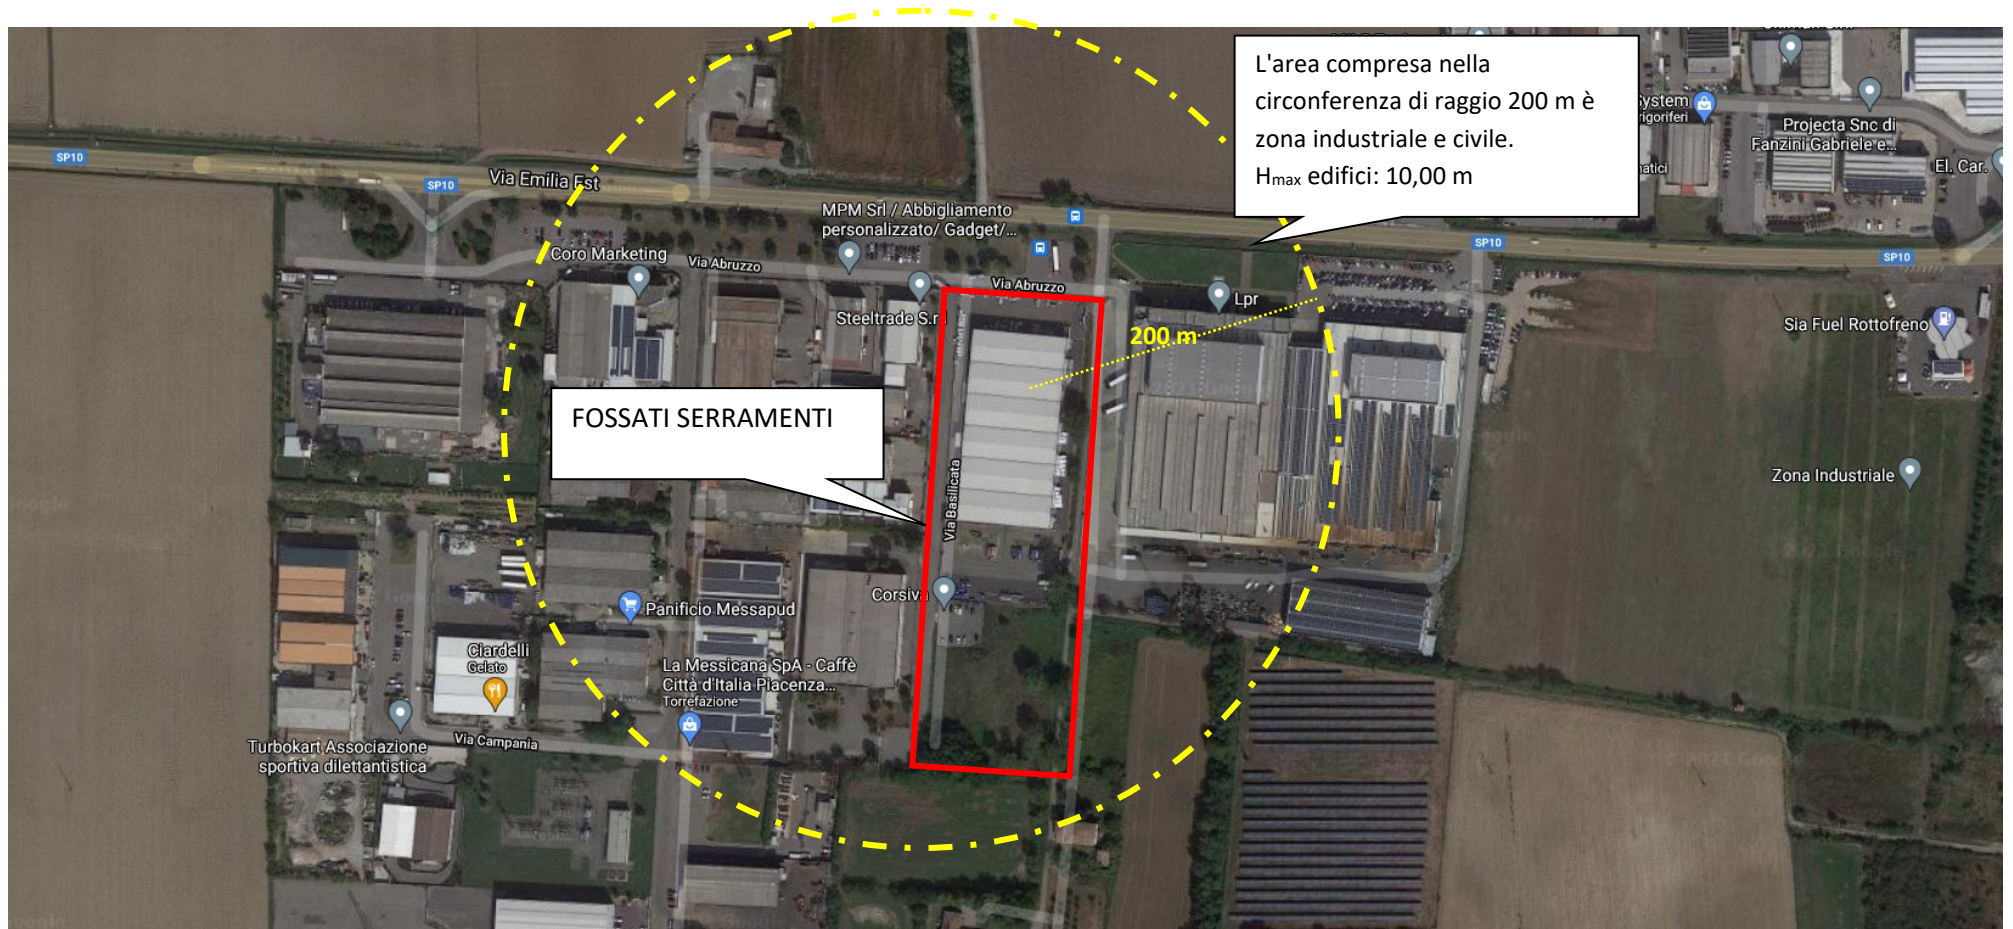 L'area compresa nella
circonferenza di raggio 200 m è
zona industriale e civile.
Hmax edifici: 10,00 m
System
Projecta Snc di
Fanzini Gabriele e...
El. Car.
SP10
SP10
Via Emilia Est
MPM Srl / Abbigliamento
personalizzato/ Gadget/...
SP10
SP10
Coro Marketing
Via Abruzzo
Via Abruzzo
Lpr
Steeltrade S.r
200 m
Sia Fuel Rottofreno
FOSSATI SERRAMENTI
Via Basilicata
Zona Industriale
Corsiva
Panificio Messapud
Ciardelli
Gelato
La Messicana SpA - Caffè
Città d'Italia Piacenza...
Torrefazione
Via Campania
Turbokart Associazione
sportiva dilettantistica